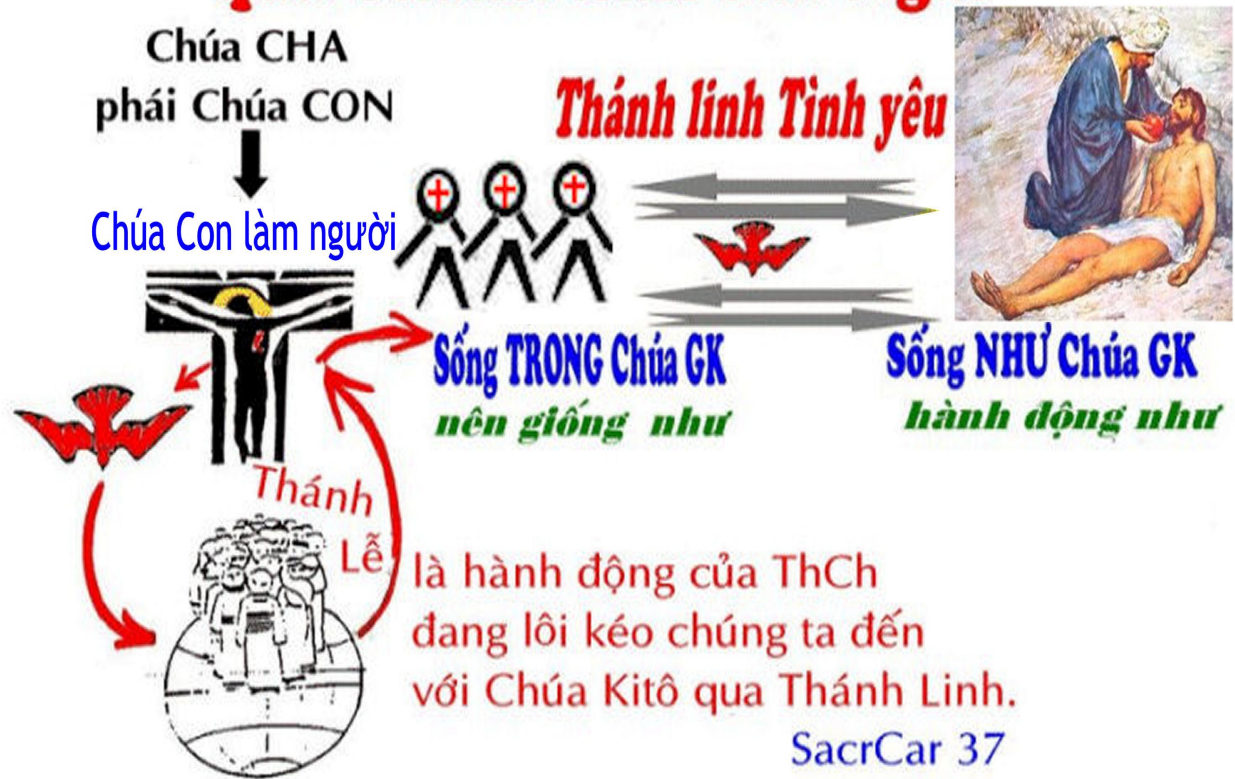 Chúa CHA
phái Chúa CON
Thánh linh Tình yêu
Chúa Con làm người
Sống TRONG Chúa GK
nên giống như
Sống NHƯ Chúa GK
hành động như
Thánh
Lễ
là hành động của ThCh
đang lôi kéo chúng ta đến
với Chúa Kitô qua Thánh Linh.
SacrCar 37